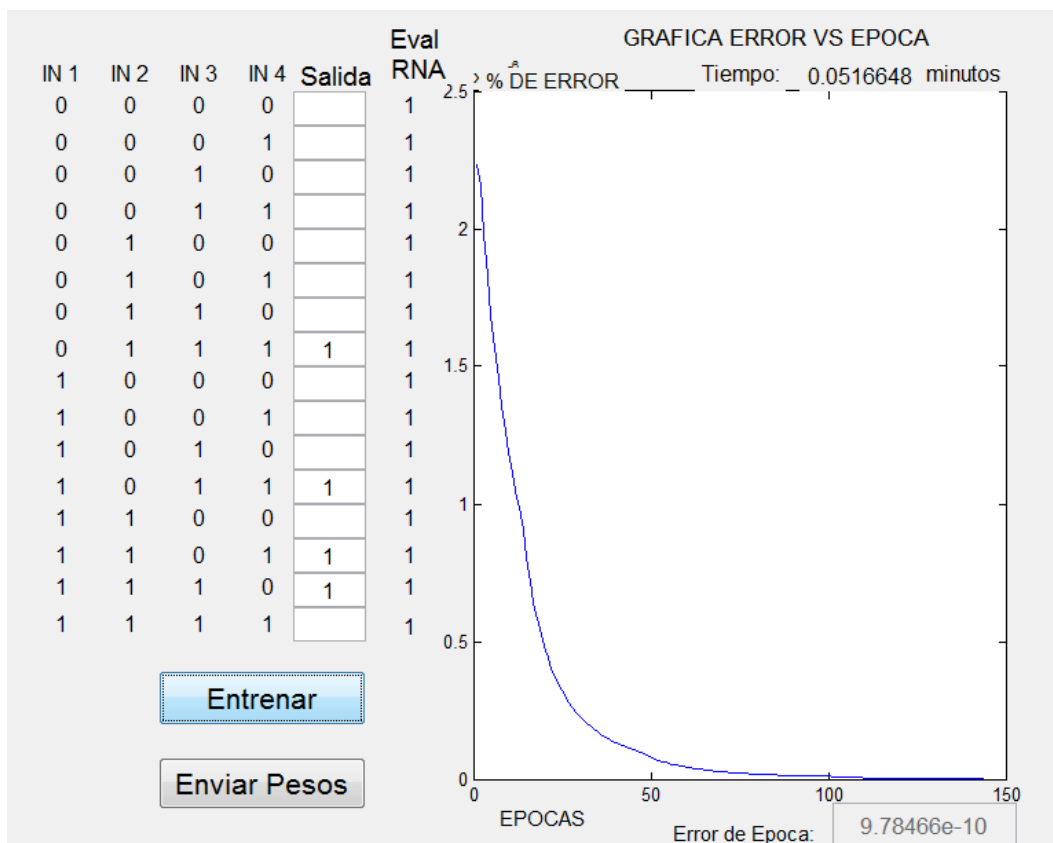 Eval
RNA
GRAFICA ERROR VS EPOCA
IN 1 IN 2 IN 3 IN 4 Salida
% DE ERROR Tiempo: 0.0516648 minutos
0 0 0 0 1
0 0 0 1 1
0 0 1 0 1
0 0 1 1 1
0 1 0 0 1
0 1 0 1 1
0 1 1 0 1
0 1 1 1 1 1
1 0 0 0 1
1 0 0 1 1
1 0 1 0 1
1 0 1 1 1 1
1 1 0 0 1
1 1 0 1 1 1
1 1 1 0 1 1
1 1 1 1 1
2.5
2
1.5
1
0.5
0
0 50 100 150
EPOCAS
Error de Epoca: 9.78466e-10
Entrenar
Enviar Pesos